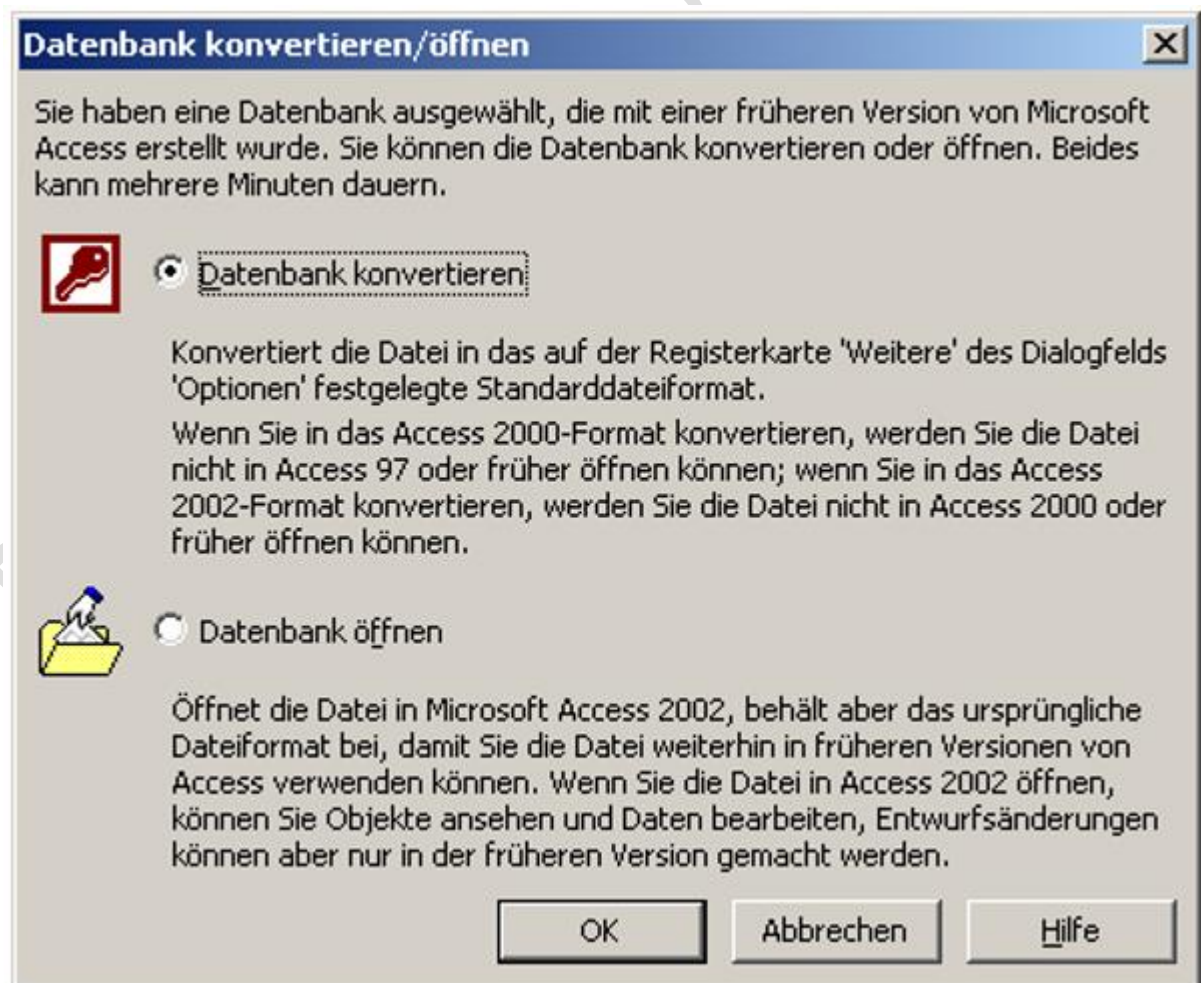 Datenbank konvertieren/öffnen
Sie haben eine Datenbank ausgewählt, die mit einer früheren Version von Microsoft
Access erstellt wurde. Sie können die Datenbank konvertieren oder öffnen. Beides
kann mehrere Minuten dauern.
Datenbank konvertieren
Konvertiert die Datei in das auf der Registerkarte 'Weitere' des Dialogfelds
'Optionen' festgelegte Standarddateiformat.
Wenn Sie in das Access 2000-Format konvertieren, werden Sie die Datei
nicht in Access 97 oder früher öffnen können; wenn Sie in das Access
2002-Format konvertieren, werden Sie die Datei nicht in Access 2000 oder
früher öffnen können.
Datenbank öffnen
Öffnet die Datei in Microsoft Access 2002, behält aber das ursprüngliche
Dateiformat bei, damit Sie die Datei weiterhin in früheren Versionen von
Access verwenden können. Wenn Sie die Datei in Access 2002 öffnen,
können Sie Objekte ansehen und Daten bearbeiten, Entwurfsänderungen
können aber nur in der früheren Version gemacht werden.
OK Abbrechen Hilfe